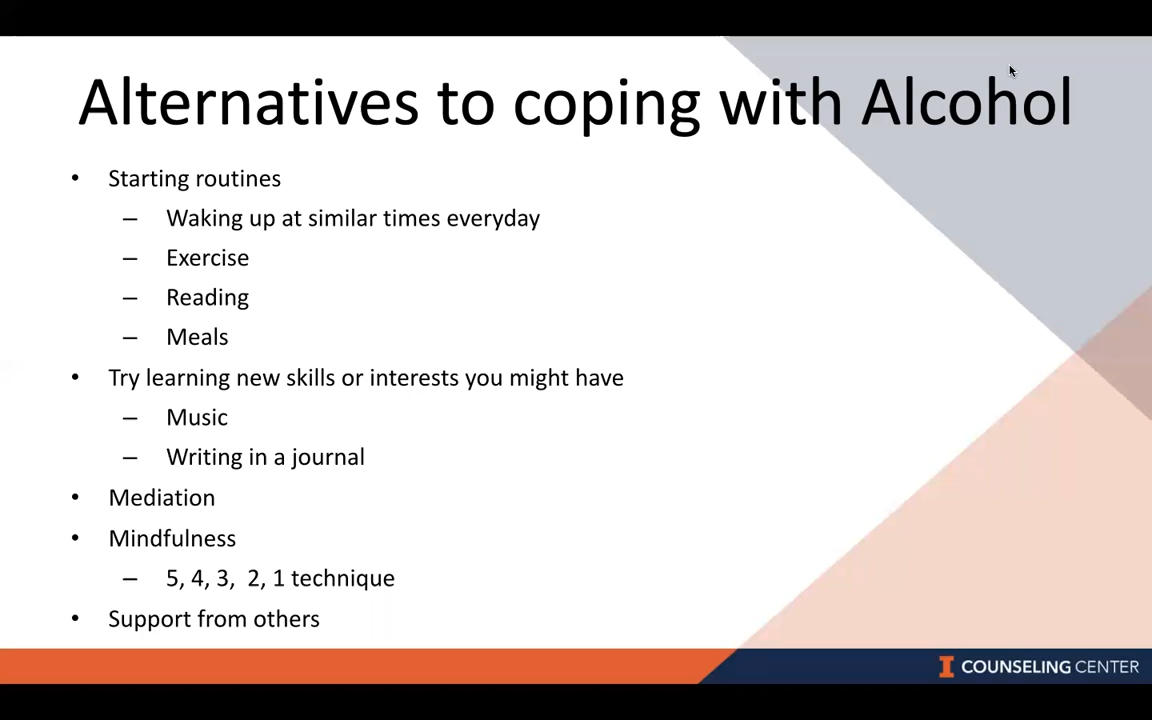 Alternatives to coping with Alcohol
• Starting routines
– Waking up at similar times everyday
– Exercise
– Reading
– Meals
• Try learning new skills or interests you might have
– Music
– Writing in a journal
• Mediation
• Mindfulness
– 5, 4, 3,  2, 1 technique
• Support from others
I COUNSELING CENTER